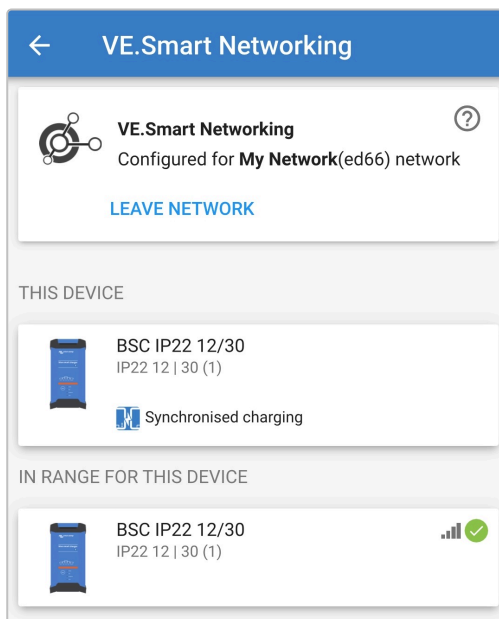 VE.Smart Networking
VE.Smart Networking
Configured for My Network(ed66) network
LEAVE NETWORK
THIS DEVICE
BSC IP22 12/30
IP22 12 | 30 (1)
Synchronised charging
IN RANGE FOR THIS DEVICE
BSC IP22 12/30
IP22 12 | 30 (1)